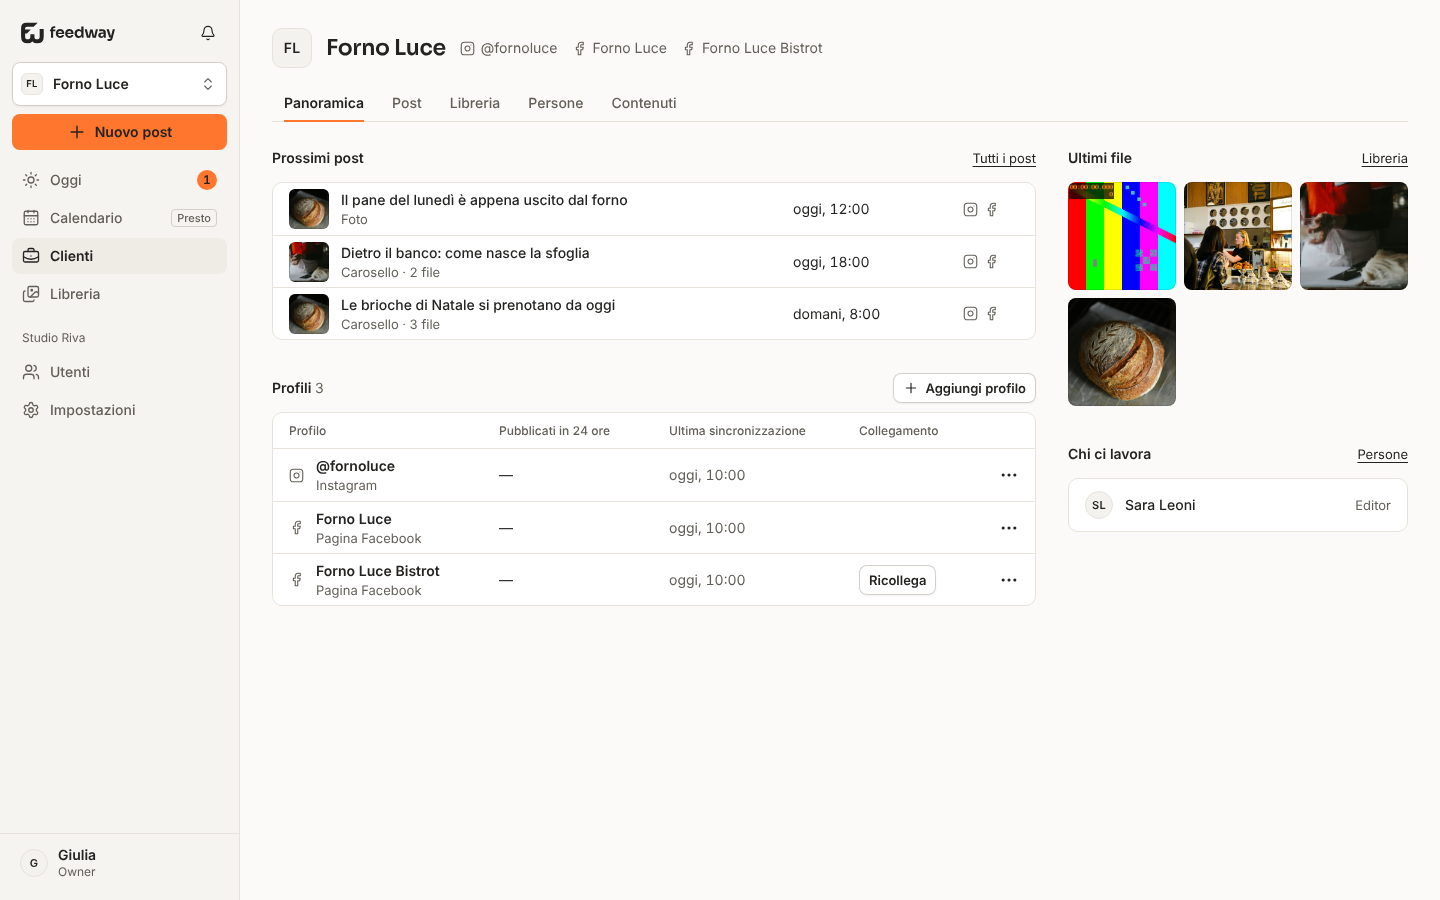 feedway
FL Forno Luce
Nuovo post
Oggi 1
Calendario Presto
Clienti
Libreria
Studio Riva
Utenti
Impostazioni
G Giulia
Owner
FL Forno Luce @fornoluce Forno Luce Forno Luce Bistrot
Panoramica Post Libreria Persone Contenuti
Prossimi post Tutti i post
Il pane del lunedì è appena uscito dal forno
Foto
oggi, 12:00
Dietro il banco: come nasce la sfoglia
Carosello · 2 file
oggi, 18:00
Le brioche di Natale si prenotano da oggi
Carosello · 3 file
domani, 8:00
Profili 3 Aggiungi profilo
Profilo Pubblicati in 24 ore Ultima sincronizzazione Collegamento
@fornoluce
Instagram
— oggi, 10:00
Forno Luce
Pagina Facebook
— oggi, 10:00
Forno Luce Bistrot
Pagina Facebook
— oggi, 10:00 Ricollega
Ultimi file Libreria
Chi ci lavora Persone
SL Sara Leoni Editor